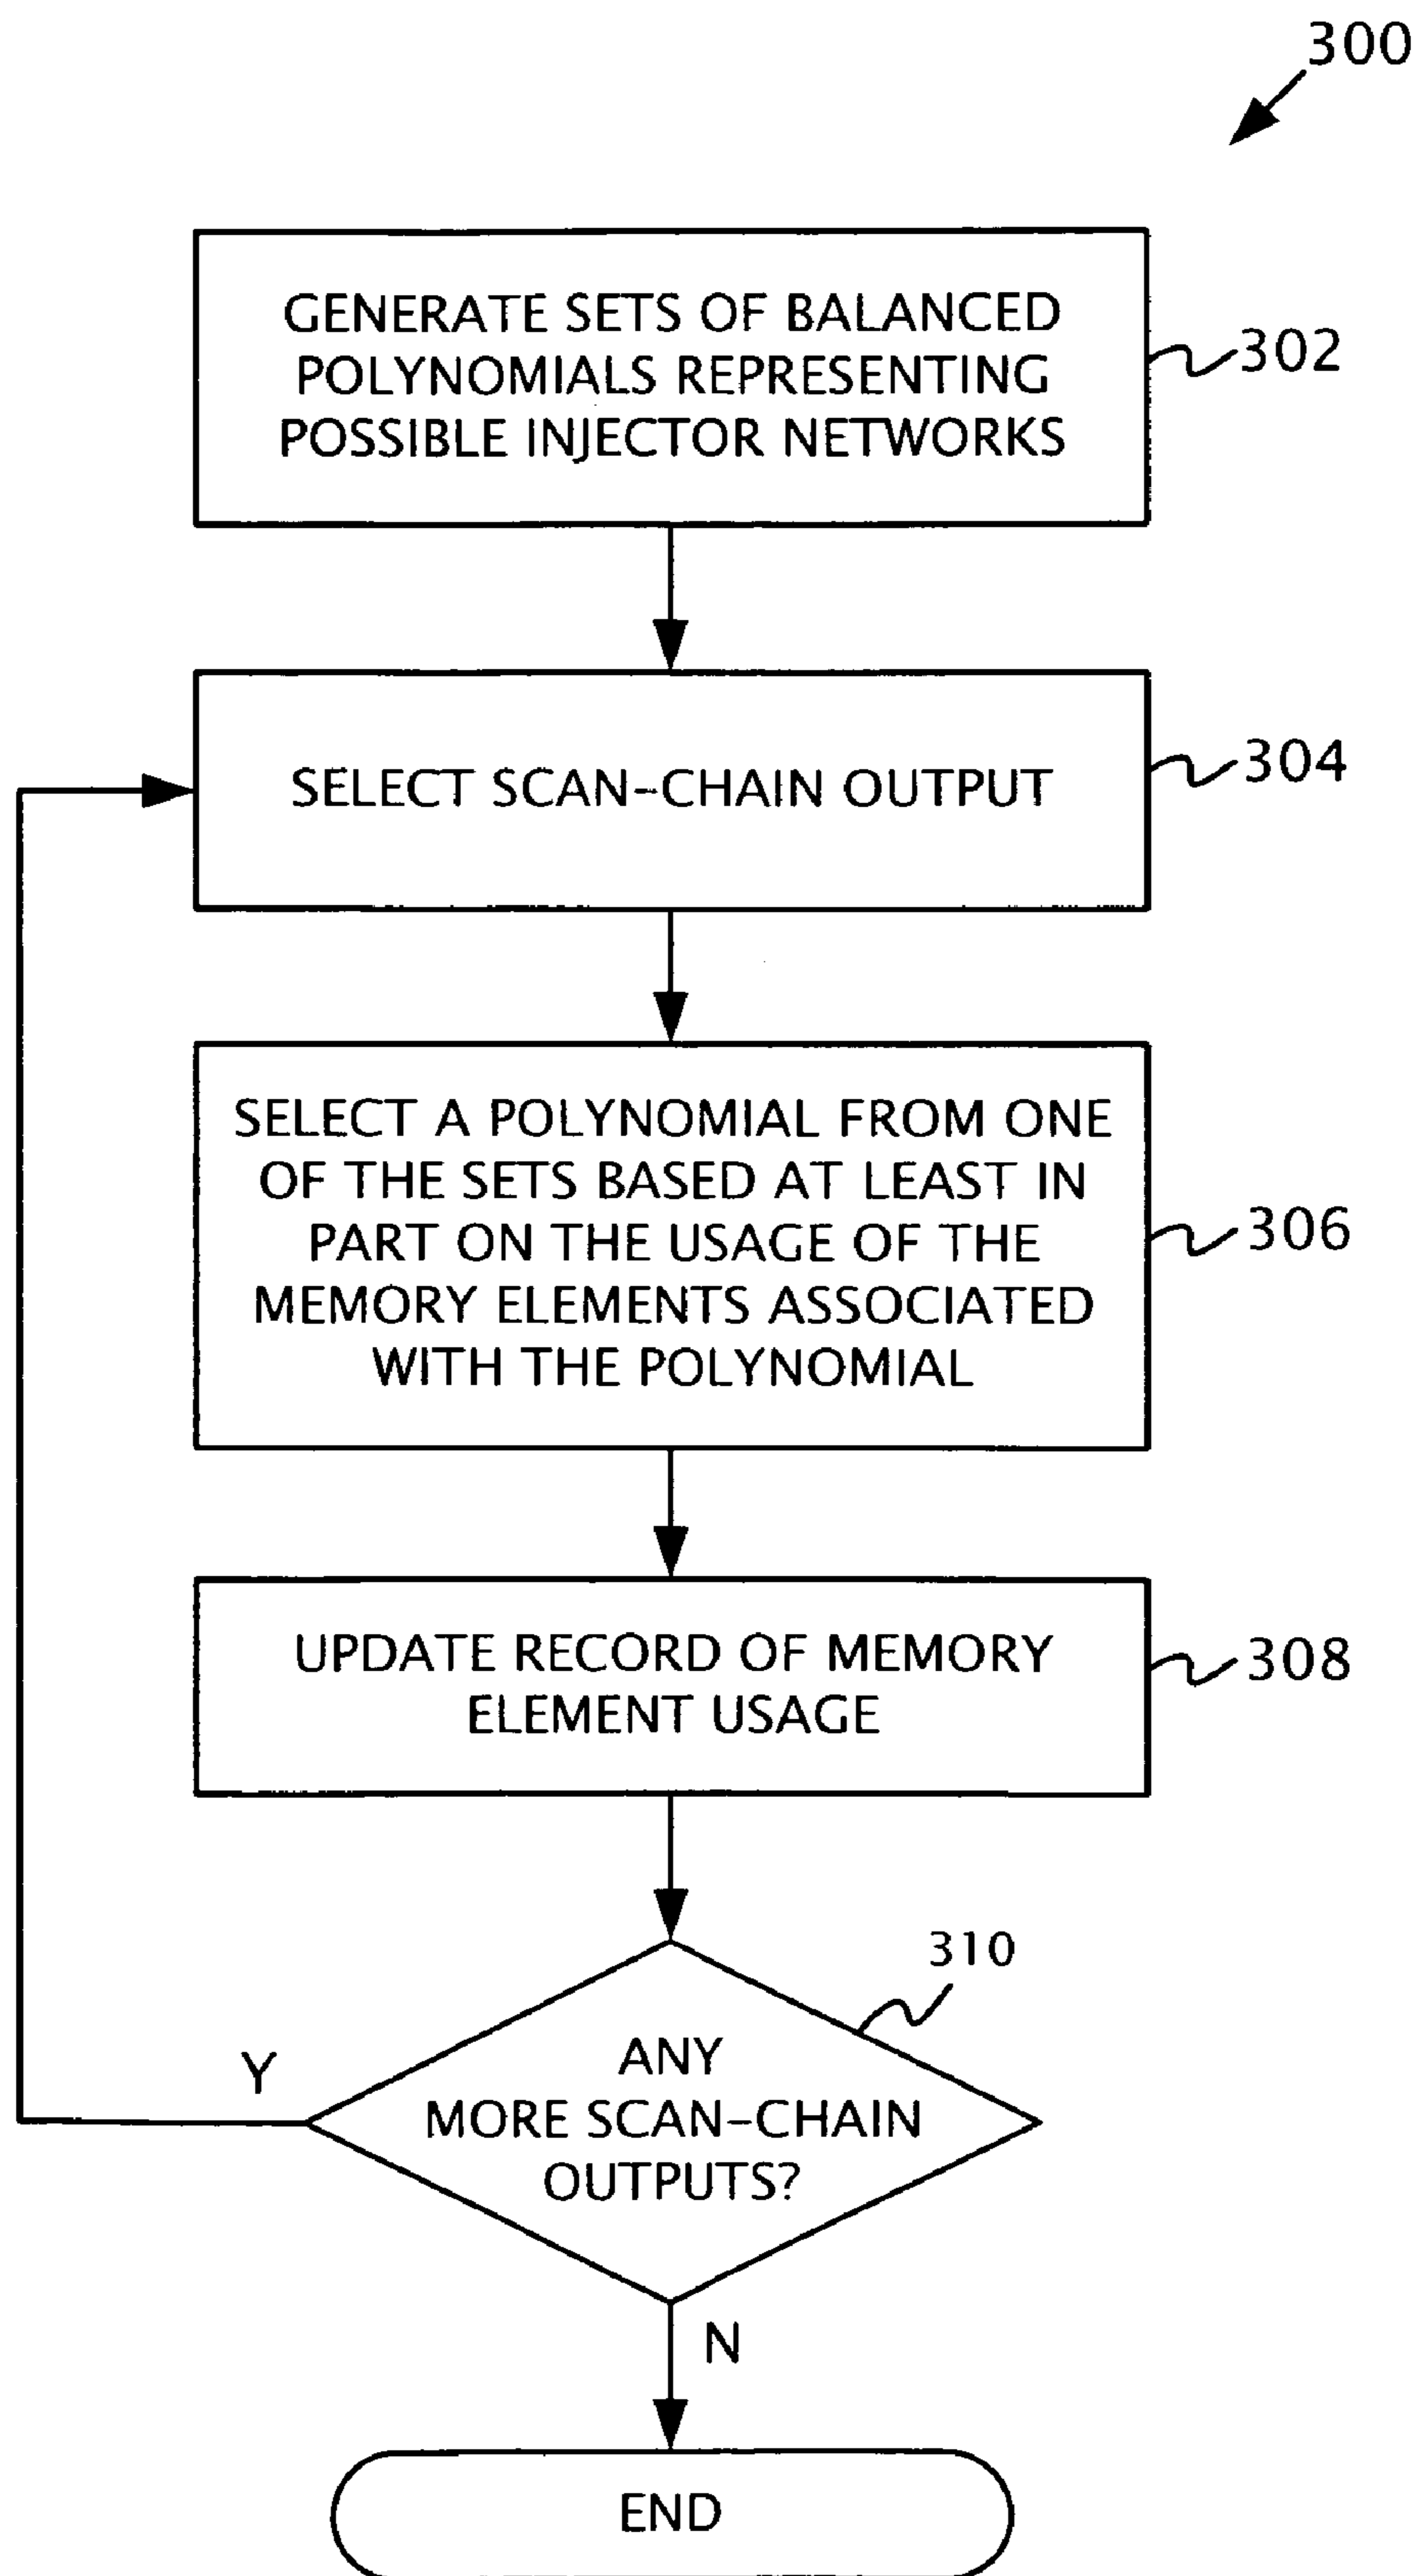 300
GENERATE SETS OF BALANCED
POLYNOMIALS REPRESENTING
POSSIBLE INJECTOR NETWORKS
302
SELECT SCAN-CHAIN OUTPUT
304
SELECT A POLYNOMIAL FROM ONE
OF THE SETS BASED AT LEAST IN
PART ON THE USAGE OF THE
MEMORY ELEMENTS ASSOCIATED
WITH THE POLYNOMIAL
306
UPDATE RECORD OF MEMORY
ELEMENT USAGE
308
310
ANY
MORE SCAN-CHAIN
OUTPUTS?
Y
N
END